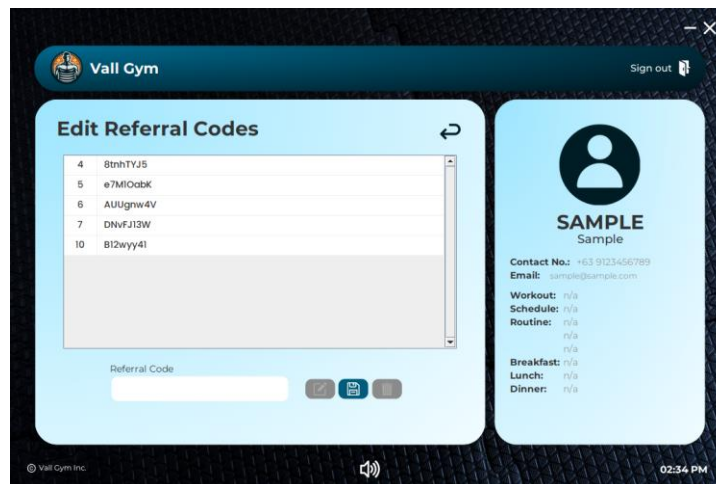 Vall Gym
Sign out
Edit Referral Codes
4 8tnhTYJ5
5 e7MlOabK
6 AUUgnw4V
7 DNvFJ13W
10 B12wyy41
Referral Code
SAMPLE
Sample
Contact No.: +63 9123456789
Email: sample@sample.com
Workout: n/a
Schedule: n/a
Routine: n/a
n/a
n/a
Breakfast: n/a
Lunch: n/a
Dinner: n/a
© Vall Gym Inc.
02:34 PM